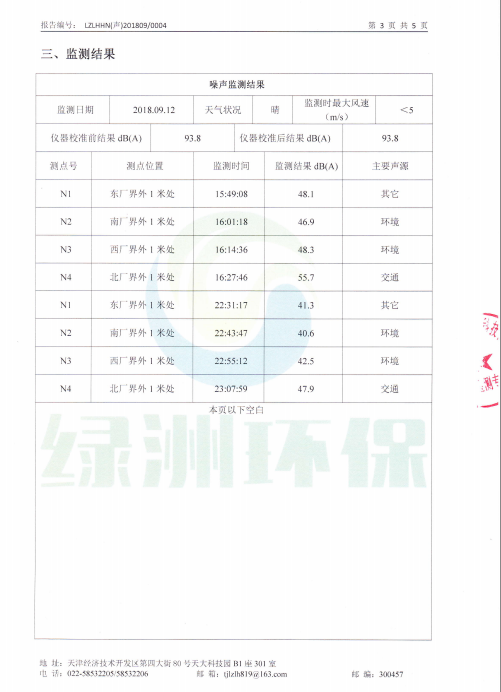 报告编号： LZLHHN(声)201809/0004 第 3 页 共 5 页
三、监测结果
噪声监测结果
监测日期 2018.09.12 天气状况 晴 监测时最大风速（m/s） ＜5
仪器校准前结果 dB(A) 93.8 仪器校准后结果 dB(A) 93.8
测点号 测点位置 监测时间 监测结果 dB(A) 主要声源
N1 东厂界外 1 米处 15:49:08 48.1 其它
N2 南厂界外 1 米处 16:01:18 46.9 环境
N3 西厂界外 1 米处 16:14:36 48.3 环境
N4 北厂界外 1 米处 16:27:46 55.7 交通
N1 东厂界外 1 米处 22:31:17 41.3 其它
N2 南厂界外 1 米处 22:43:47 40.6 环境
N3 西厂界外 1 米处 22:55:12 42.5 环境
N4 北厂界外 1 米处 23:07:59 47.9 交通
本页以下空白
绿洲环保
地 址：天津经济技术开发区第四大街 80 号天大科技园 B1 座 301 室
电 话：022-58532205/58532206 邮 箱：tjlzlh819@163.com 邮 编：300457